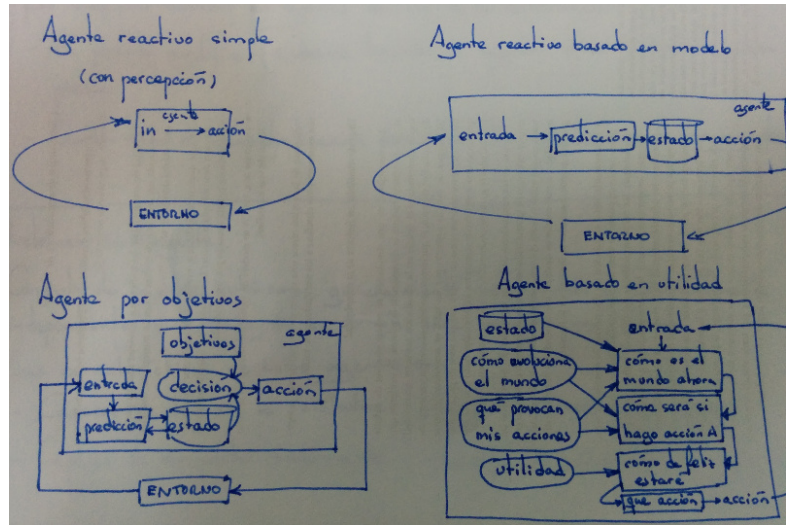 Agente reactivo simple
(con percepción)
agente
in → acción
ENTORNO
Agente reactivo basado en modelo
agente
entrada → predicción → estado → acción
ENTORNO
Agente por objetivos
agente
objetivos
entrada
decisión
acción
predicción
estado
ENTORNO
Agente basado en utilidad
estado
entrada
cómo evoluciona
el mundo
cómo es el
mundo ahora
qué provocan
mis acciones
cómo será si
hago acción A
utilidad
cómo de feliz
estaré
que acción → acción